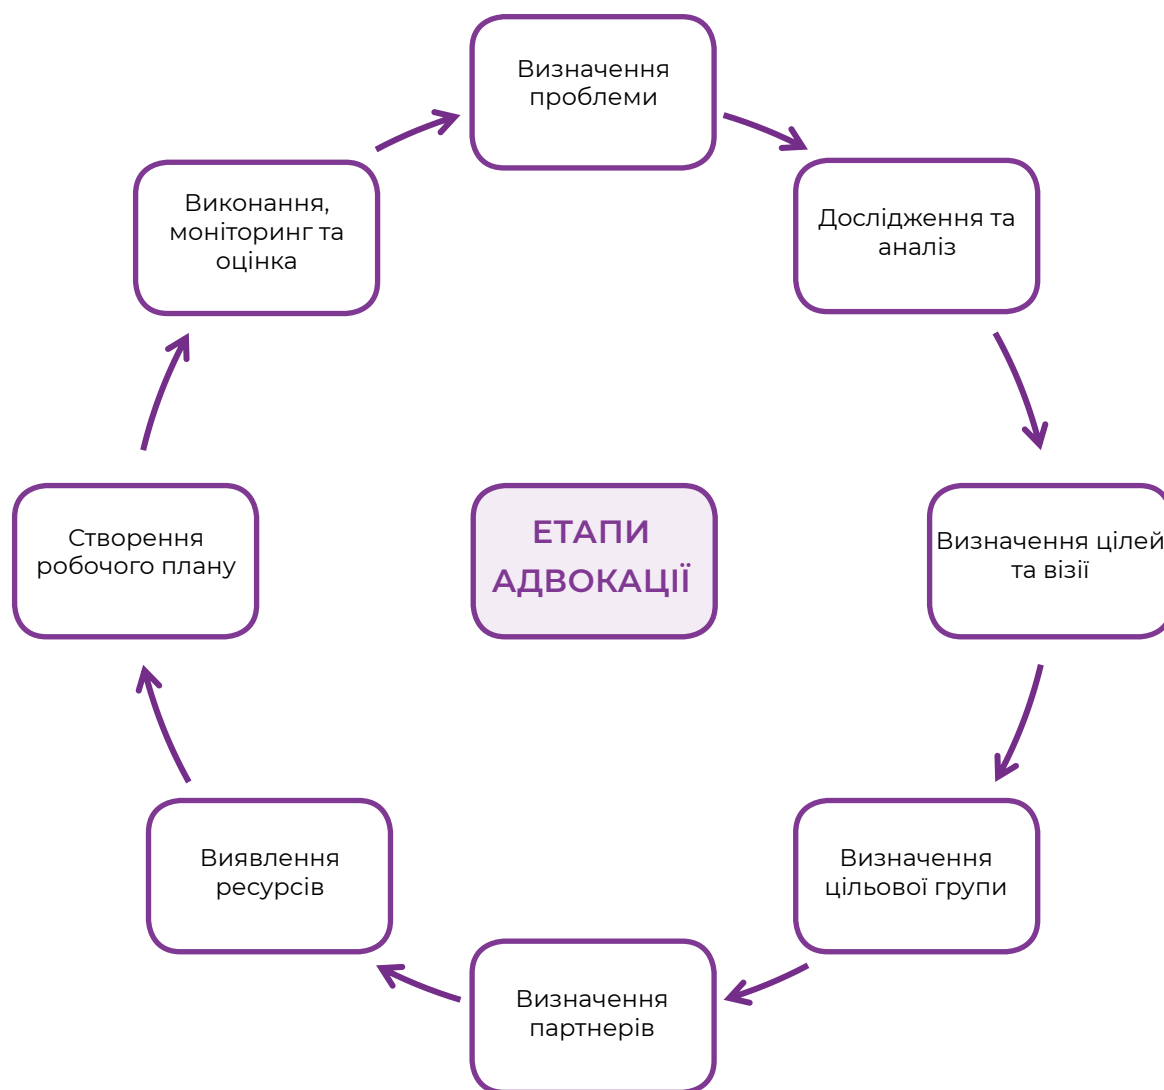 Визначення
проблеми
Дослідження та
аналіз
Визначення цілей
та візії
Визначення
цільової групи
Визначення
партнерів
Виявлення
ресурсів
Створення
робочого плану
Виконання,
моніторинг та
оцінка
ЕТАПИ
АДВОКАЦІЇ